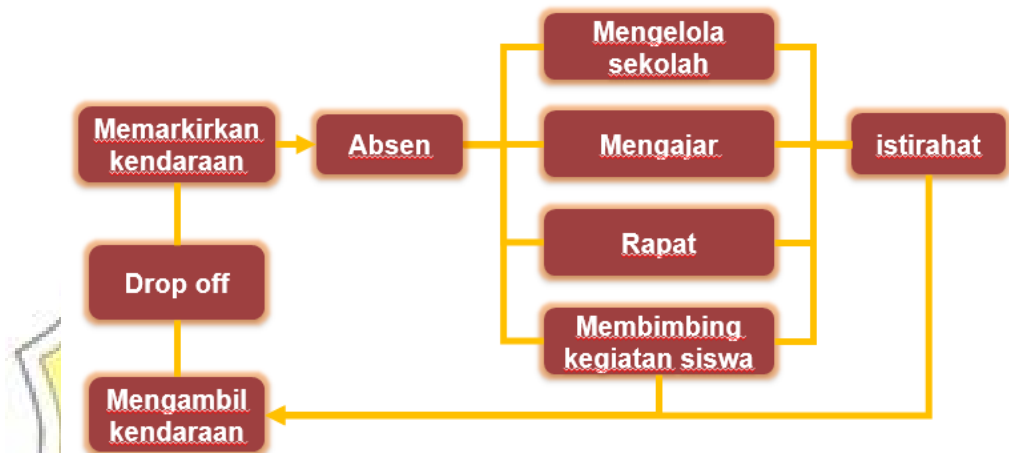 Mengelola
sekolah
Memarkirkan
kendaraan
Absen
Mengajar
istirahat
Rapat
Drop off
Membimbing
kegiatan siswa
Mengambil
kendaraan